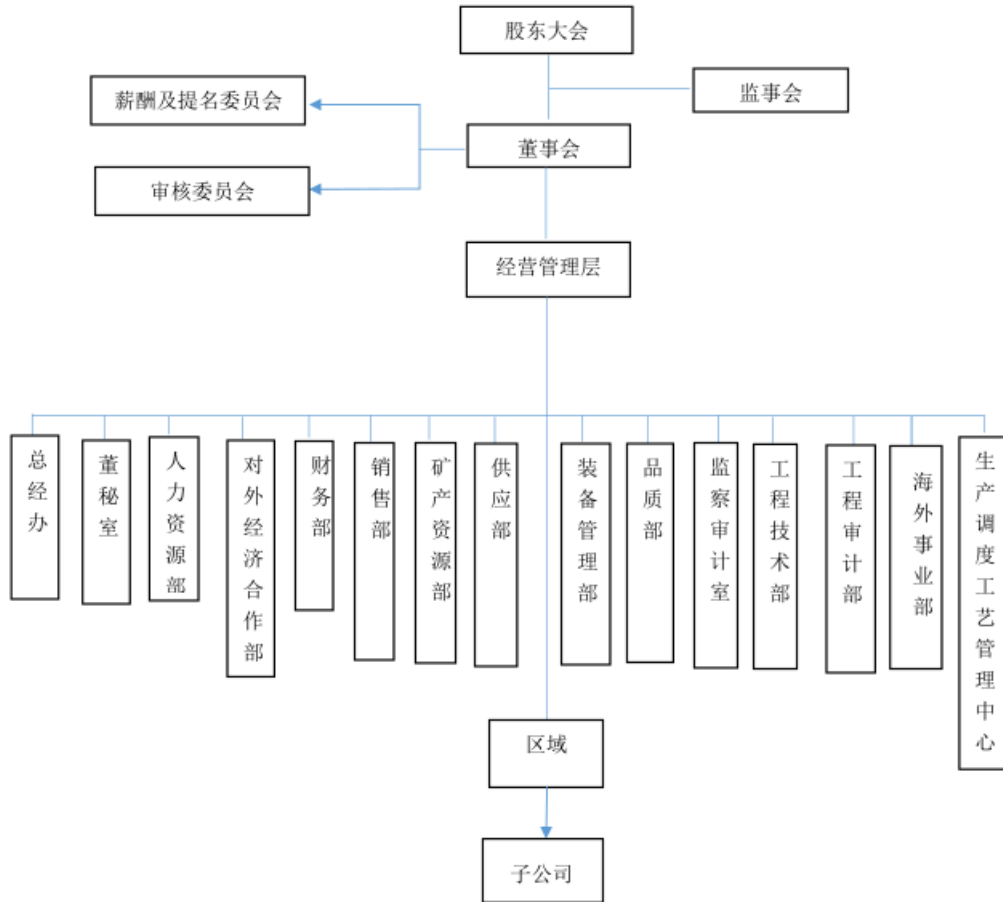 股东大会
监事会
薪酬及提名委员会
董事会
审核委员会
经营管理层
总经办
董秘室
人力资源部
对外经济合作部
财务部
销售部
矿产资源部
供应部
装备管理部
品质部
监察审计室
工程技术部
工程审计部
海外事业部
生产调度工艺管理中心
区域
子公司